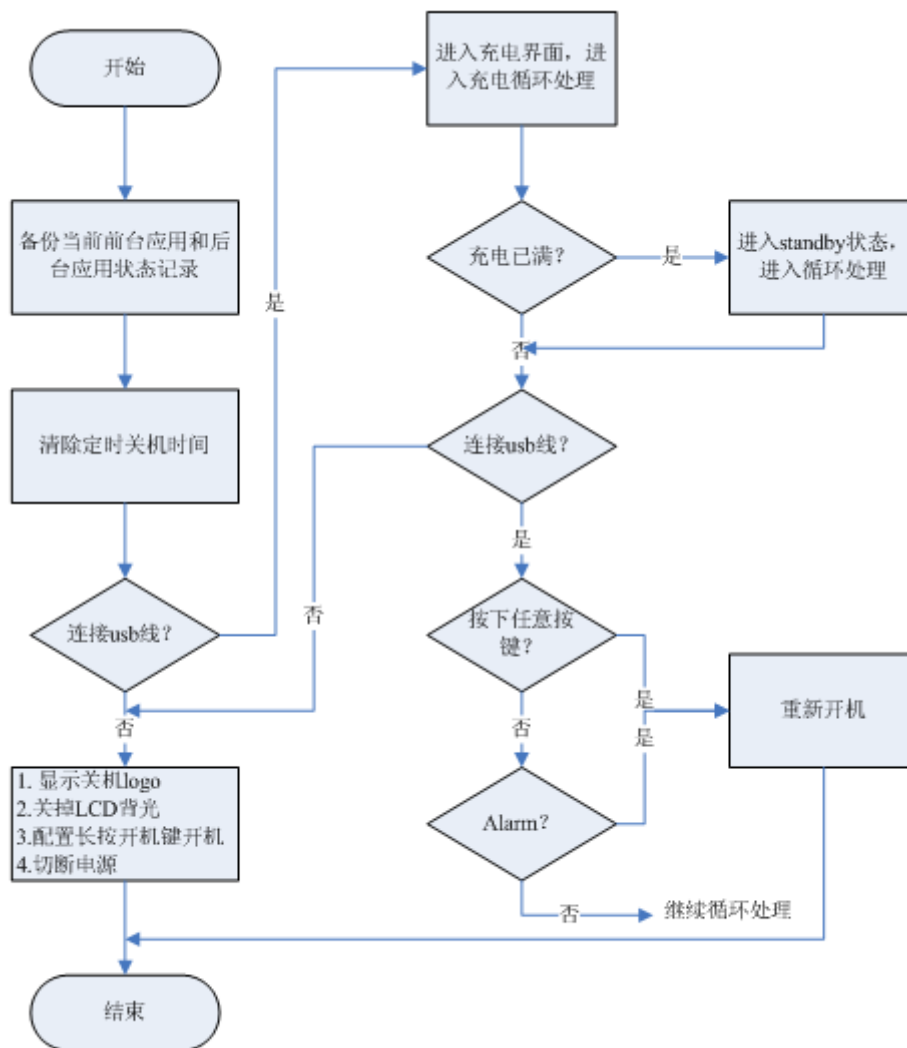 开始
备份当前前台应用和后
台应用状态记录
清除定时关机时间
连接usb线？
是
否
1. 显示关机logo
2.关掉LCD背光
3.配置长按开机键开机
4.切断电源
结束
进入充电界面，进
入充电循环处理
充电已满？
是
进入standby状态，
进入循环处理
否
连接usb线？
否
是
按下任意按
键？
是
否
是
重新开机
Alarm？
否
继续循环处理